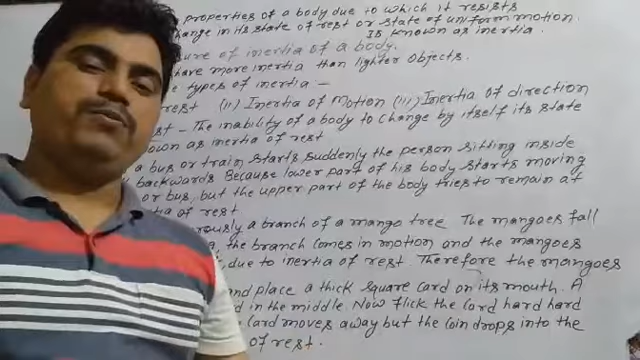 properties of a body due to which it resists
change in its state of rest or state of uniform motion.
Is known as inertia.
of inertia of a body.
have more inertia than lighter objects.
types of inertia –
rest (ii) Inertia of Motion (iii) Inertia of direction
– The inability of a body to change by itself its state
as inertia of rest
a bus or train starts suddenly the person sitting inside
backwards Because lower part of his body starts moving
or bus, but the upper part of the body tries to remain at
of rest
a branch of a mango tree The mangoes fall
the branch comes in motion and the mangoes
due to inertia of rest. Therefore the mangoes
and place a thick square card on its mouth. A
in the middle. Now flick the card hard hard
card moves away but the coin drops into the
of rest.